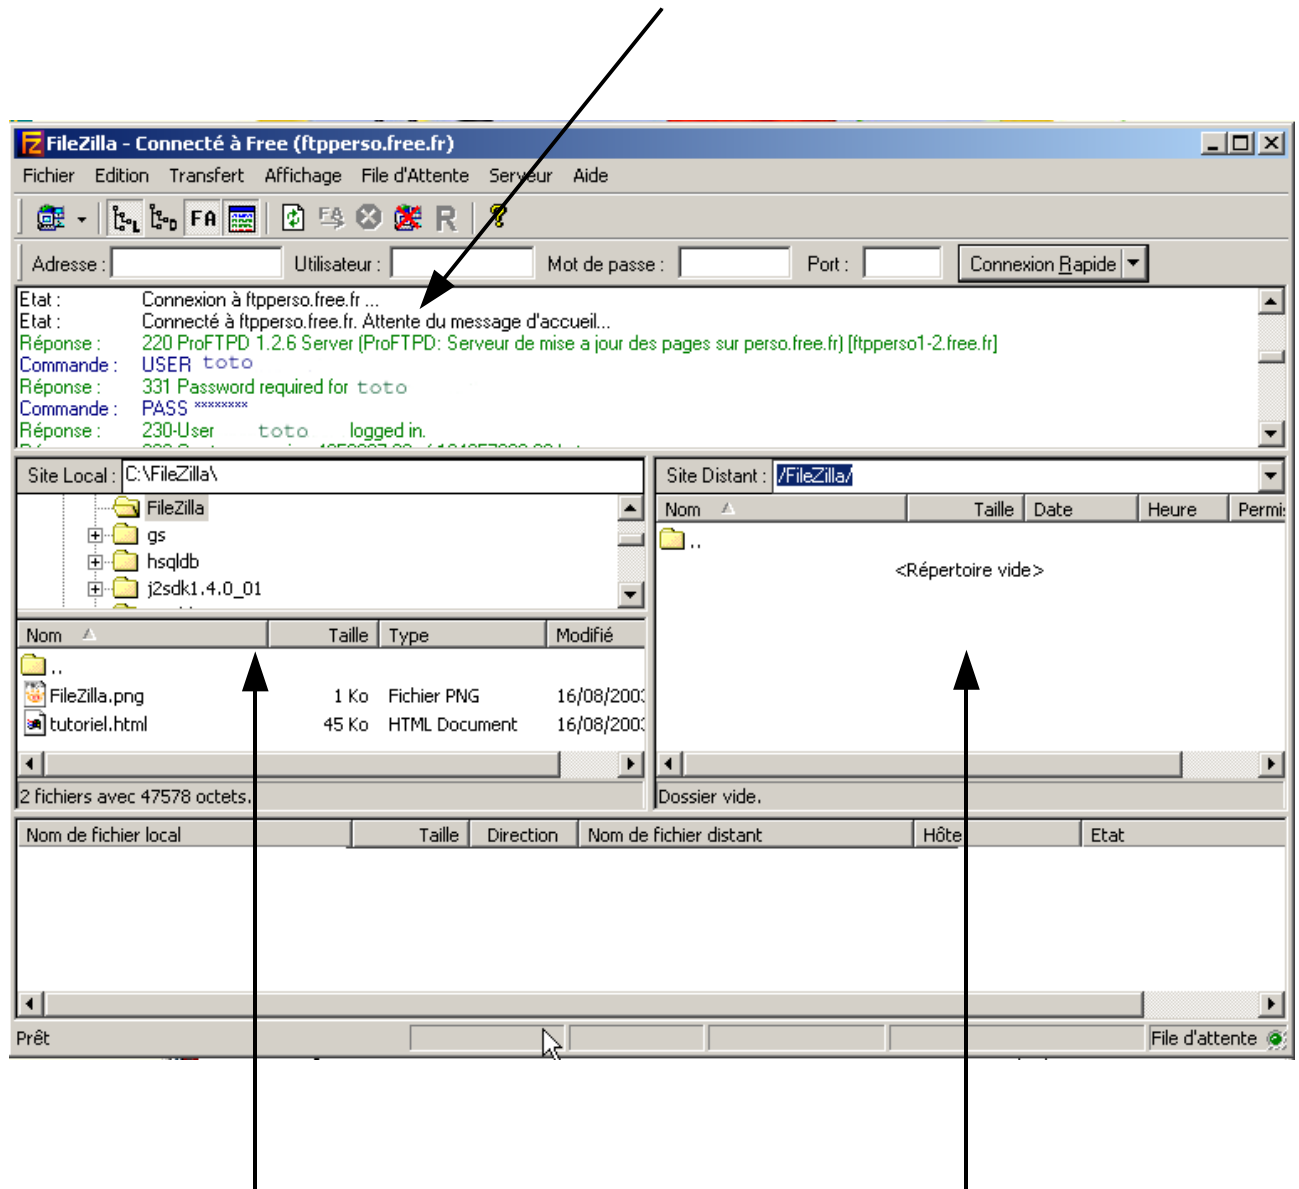 FileZilla - Connecté à Free (ftpperso.free.fr)
Fichier Edition Transfert Affichage File d'Attente Serveur Aide
FA FA R
Adresse : Utilisateur : Mot de passe : Port : Connexion Rapide
Etat : Connexion à ftpperso.free.fr ...
Etat : Connecté à ftpperso.free.fr. Attente du message d'accueil...
Réponse : 220 ProFTPD 1.2.6 Server (ProFTPD: Serveur de mise a jour des pages sur perso.free.fr) [ftpperso1-2.free.fr]
Commande : USER toto
Réponse : 331 Password required for toto
Commande : PASS ********
Réponse : 230-User toto logged in.
Site Local : C:\FileZilla\
FileZilla
gs
hsqldb
j2sdk1.4.0_01
Nom Taille Type Modifié
..
FileZilla.png 1 Ko Fichier PNG 16/08/2003
tutoriel.html 45 Ko HTML Document 16/08/2003
2 fichiers avec 47578 octets.
Site Distant : /FileZilla/
Nom Taille Date Heure Permi
..
<Répertoire vide>
Dossier vide.
Nom de fichier local Taille Direction Nom de fichier distant Hôte Etat
Prêt File d'attente